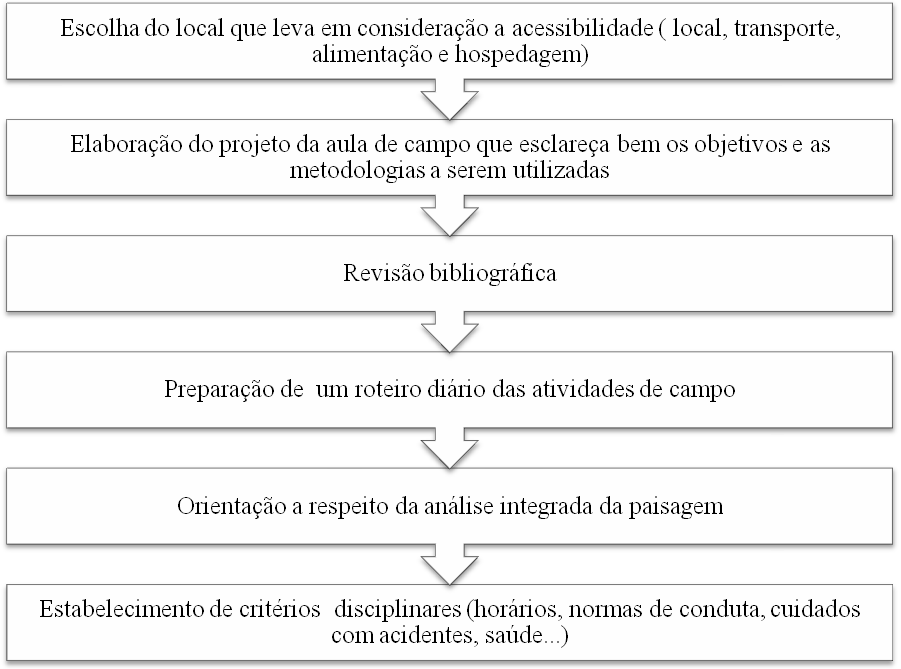 Escolha do local que leva em consideração a acessibilidade ( local, transporte,
alimentação e hospedagem)
Elaboração do projeto da aula de campo que esclareça bem os objetivos e as
metodologias a serem utilizadas
Revisão bibliográfica
Preparação de um roteiro diário das atividades de campo
Orientação a respeito da análise integrada da paisagem
Estabelecimento de critérios disciplinares (horários, normas de conduta, cuidados
com acidentes, saúde...)